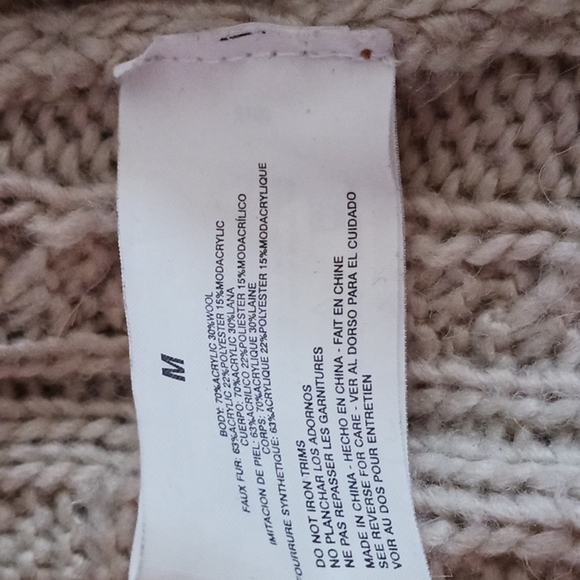 M
BODY: 70%ACRYLIC 30%WOOL
FAUX FUR: 63%ACRYLIC 22%POLYESTER 15%MODACRYLIC
CUERPO: 70%ACRYLIC 30%LANA
IMITACION DE PIEL: 63%ACRILICO 22%POLIESTER 15%MODACRÍLICO
CORPS: 70%ACRYLIQUE 30%LAINE
FOURRURE SYNTHETIQUE: 63%ACRYLIQUE 22%POLYESTER 15%MODACRYLIQUE
DO NOT IRON TRIMS
NO PLANCHAR LOS ADORNOS
NE PAS REPASSER LES GARNITURES
MADE IN CHINA - HECHO EN CHINA - FAIT EN CHINE
SEE REVERSE FOR CARE - VER AL DORSO PARA EL CUIDADO
VOIR AU DOS POUR ENTRETIEN